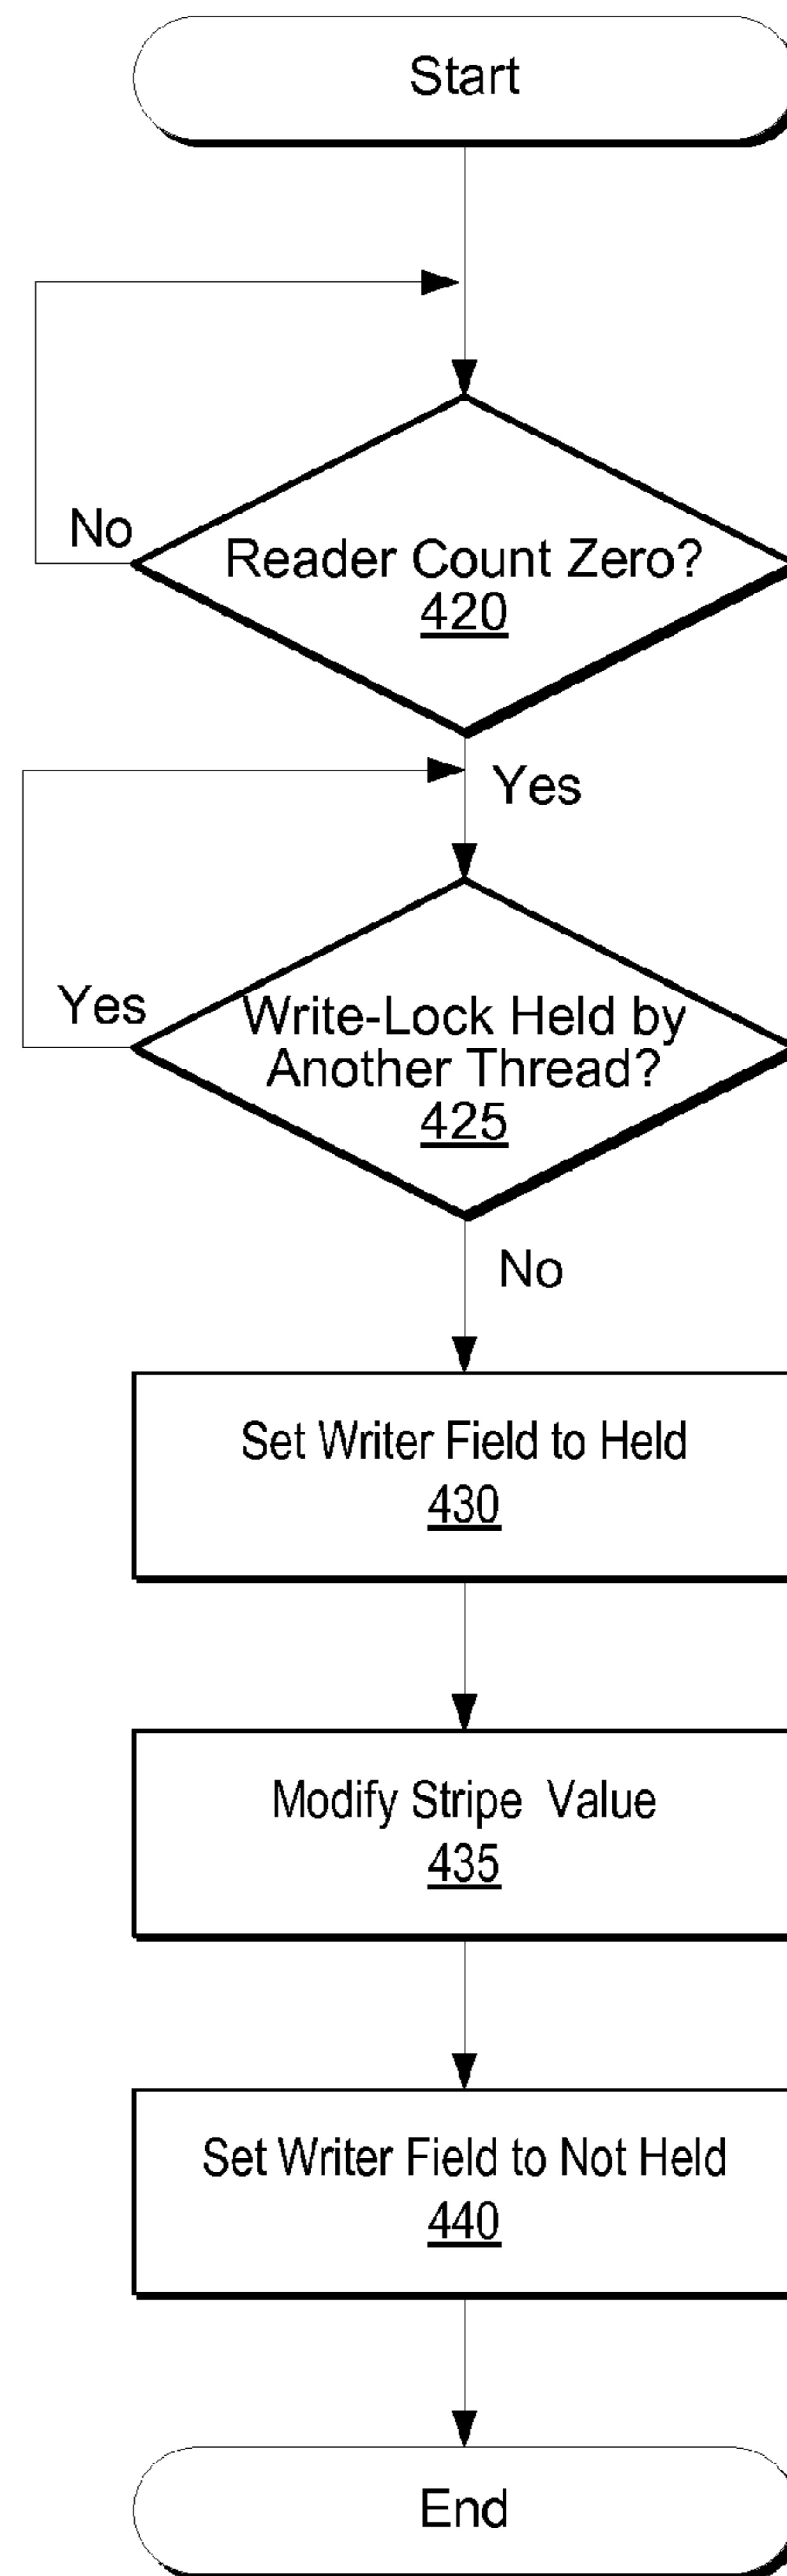 Start
No
Reader Count Zero?
420
Yes
Yes
Write-Lock Held by
Another Thread?
425
No
Set Writer Field to Held
430
Modify Stripe Value
435
Set Writer Field to Not Held
440
End